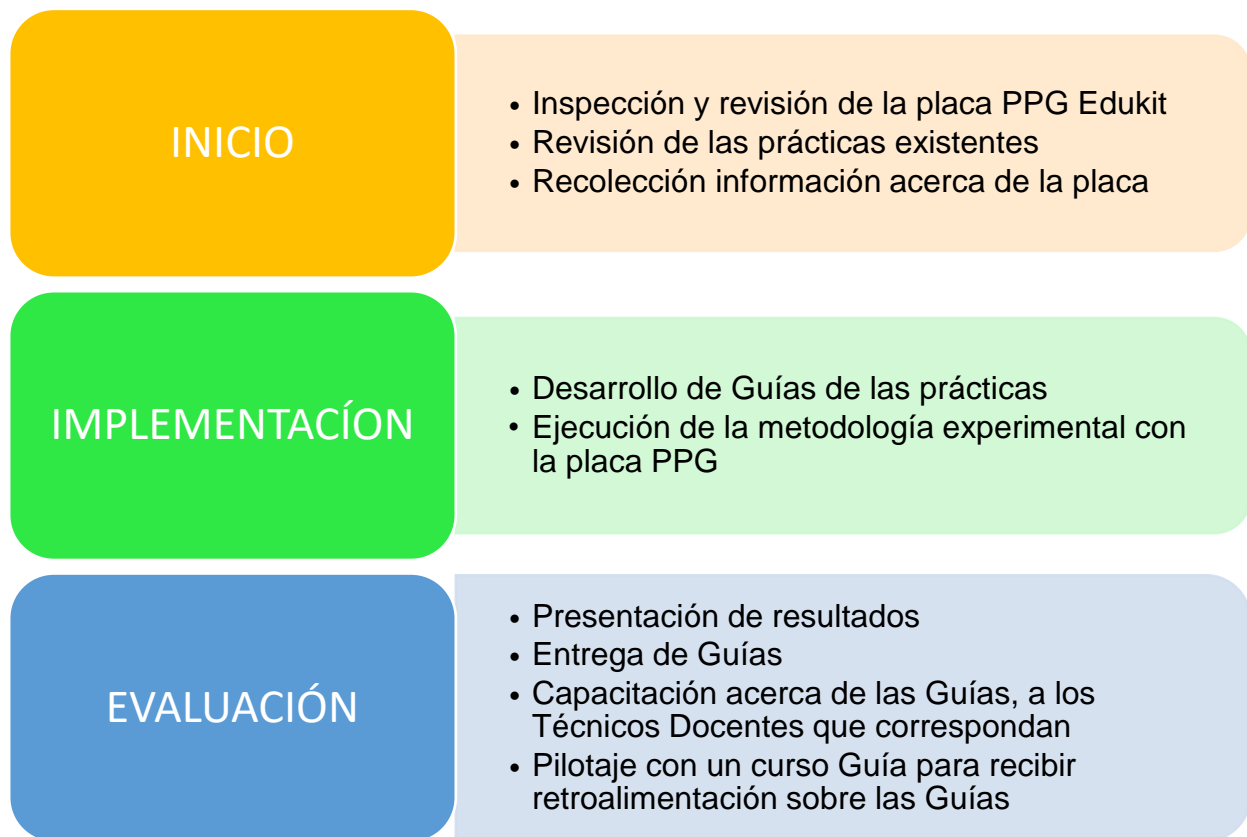 INICIO
• Inspección y revisión de la placa PPG Edukit
• Revisión de las prácticas existentes
• Recolección información acerca de la placa
IMPLEMENTACÍON
• Desarrollo de Guías de las prácticas
• Ejecución de la metodología experimental con
la placa PPG
EVALUACIÓN
• Presentación de resultados
• Entrega de Guías
• Capacitación acerca de las Guías, a los
Técnicos Docentes que correspondan
• Pilotaje con un curso Guía para recibir
retroalimentación sobre las Guías